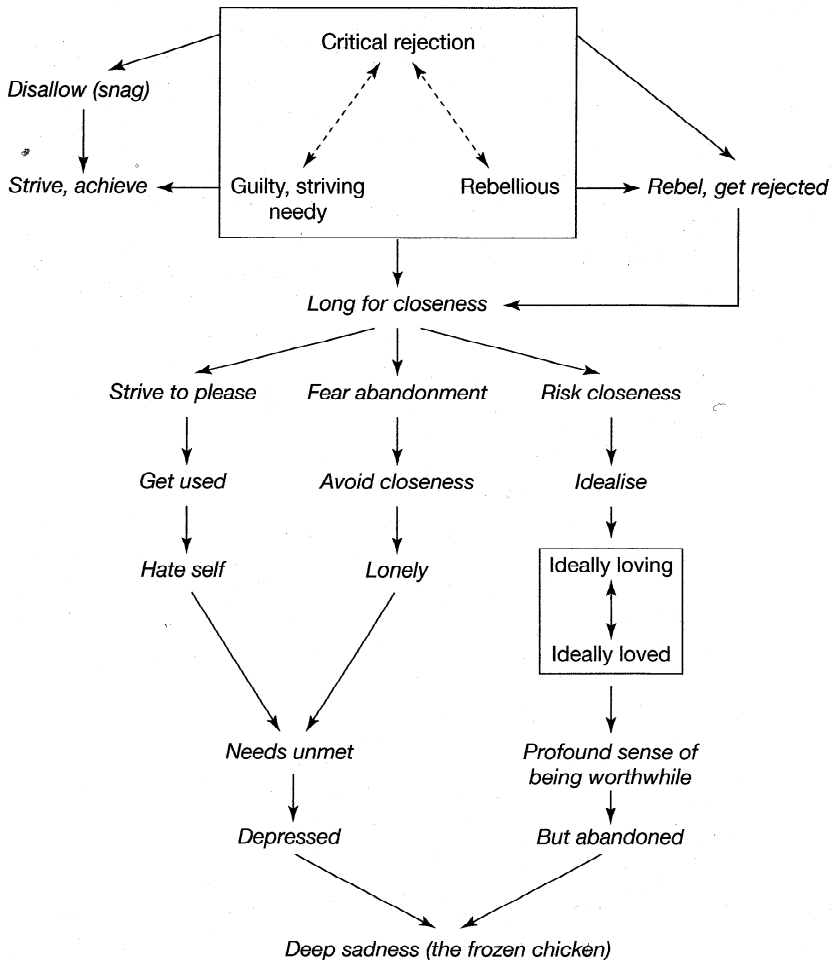 Critical rejection
Disallow (snag)
Strive, achieve
Guilty, striving
needy
Rebellious
Rebel, get rejected
Long for closeness
Strive to please
Fear abandonment
Risk closeness
Get used
Avoid closeness
Idealise
Hate self
Lonely
Ideally loving
Ideally loved
Needs unmet
Profound sense of
being worthwhile
Depressed
But abandoned
Deep sadness (the frozen chicken)